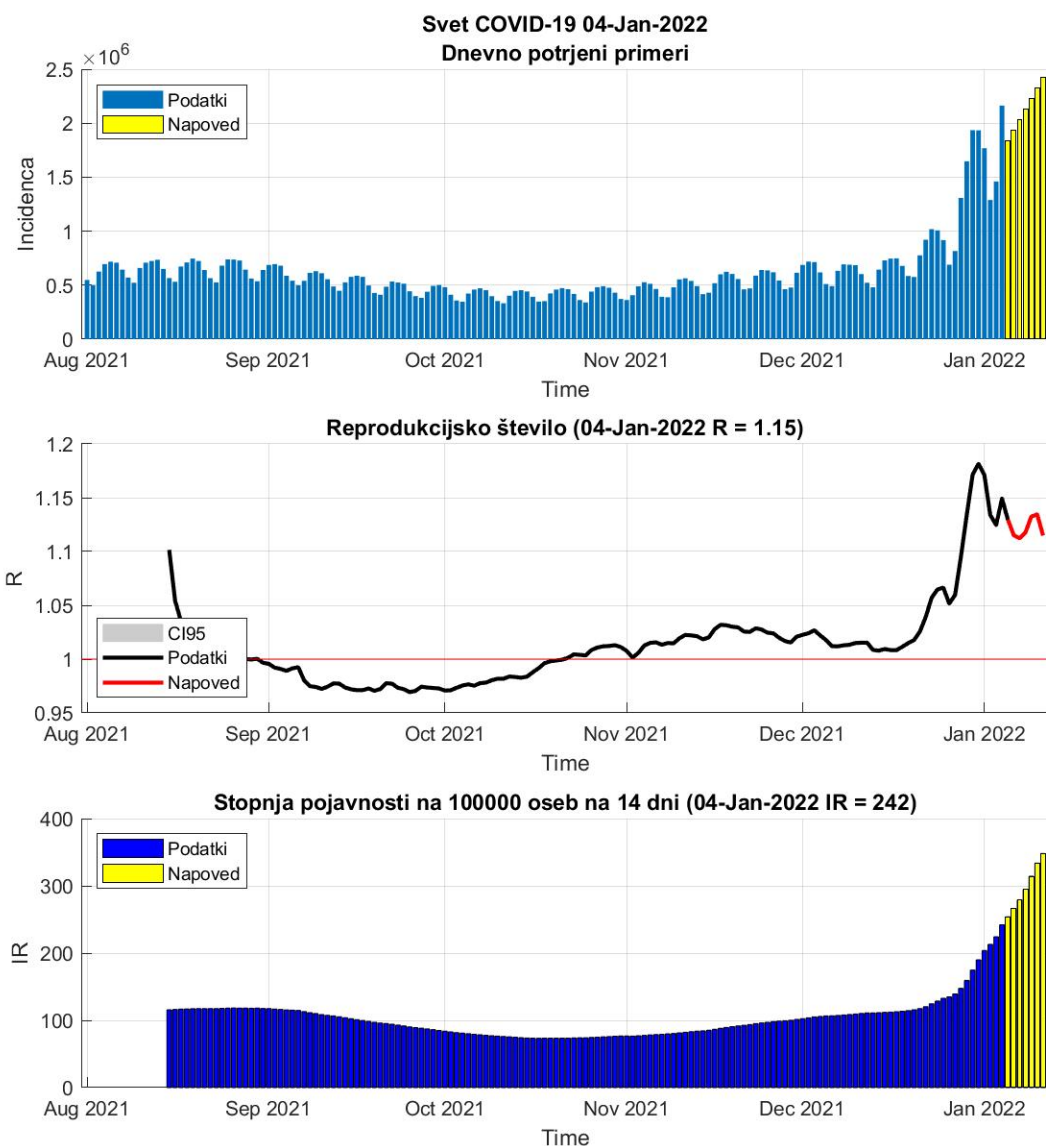 Svet COVID-19 04-Jan-2022
Dnevno potrjeni primeri
×10⁶
2.5
2
1.5
1
0.5
0
Incidenca
Podatki
Napoved
Aug 2021 Sep 2021 Oct 2021 Nov 2021 Dec 2021 Jan 2022
Time
Reprodukcijsko število (04-Jan-2022 R = 1.15)
1.2
1.15
1.1
1.05
1
0.95
R
CI95
Podatki
Napoved
Aug 2021 Sep 2021 Oct 2021 Nov 2021 Dec 2021 Jan 2022
Time
Stopnja pojavnosti na 100000 oseb na 14 dni (04-Jan-2022 IR = 242)
400
300
200
100
0
IR
Podatki
Napoved
Aug 2021 Sep 2021 Oct 2021 Nov 2021 Dec 2021 Jan 2022
Time